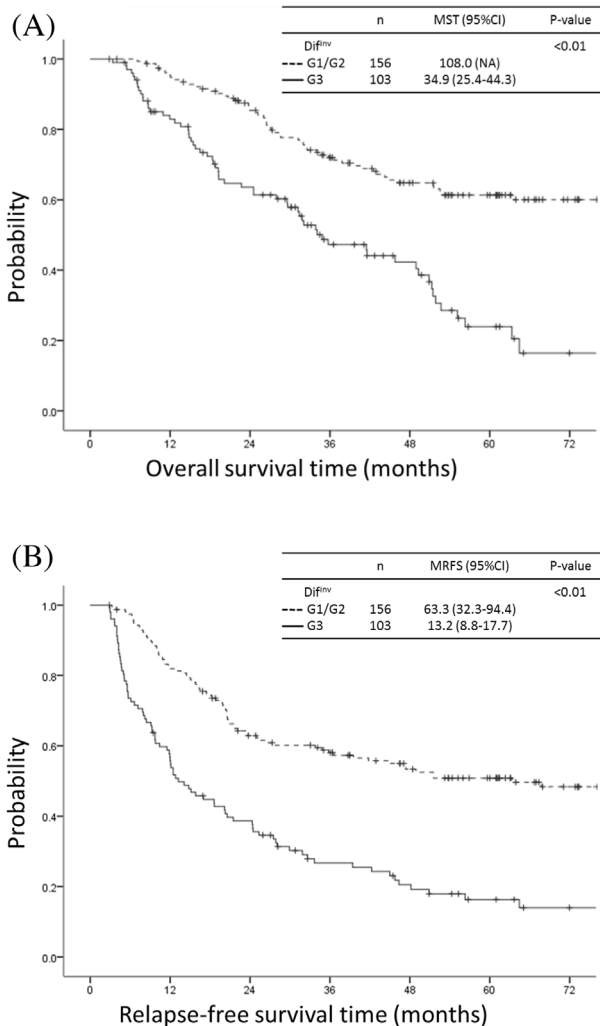 (A)
n MST (95%CI) P-value
Difⁱⁿᵛ <0.01
G1/G2 156 108.0 (NA)
G3 103 34.9 (25.4-44.3)
1.0
0.8
0.6
0.4
0.2
0.0
Probability
0 12 24 36 48 60 72
Overall survival time (months)
(B)
n MRFS (95%CI) P-value
Difⁱⁿᵛ <0.01
G1/G2 156 63.3 (32.3-94.4)
G3 103 13.2 (8.8-17.7)
1.0
0.8
0.6
0.4
0.2
0.0
Probability
0 12 24 36 48 60 72
Relapse-free survival time (months)